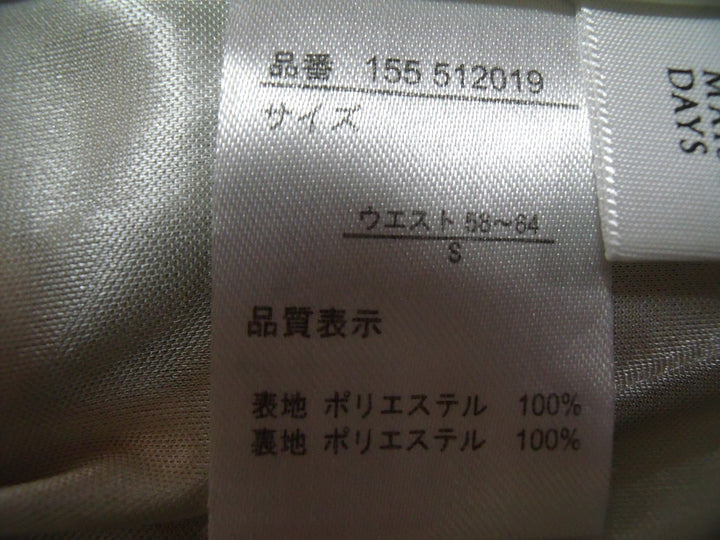 品番 155 512019
サイズ
ウエスト 58～64
S
品質表示
表地 ポリエステル 100%
裏地 ポリエステル 100%
DAYS